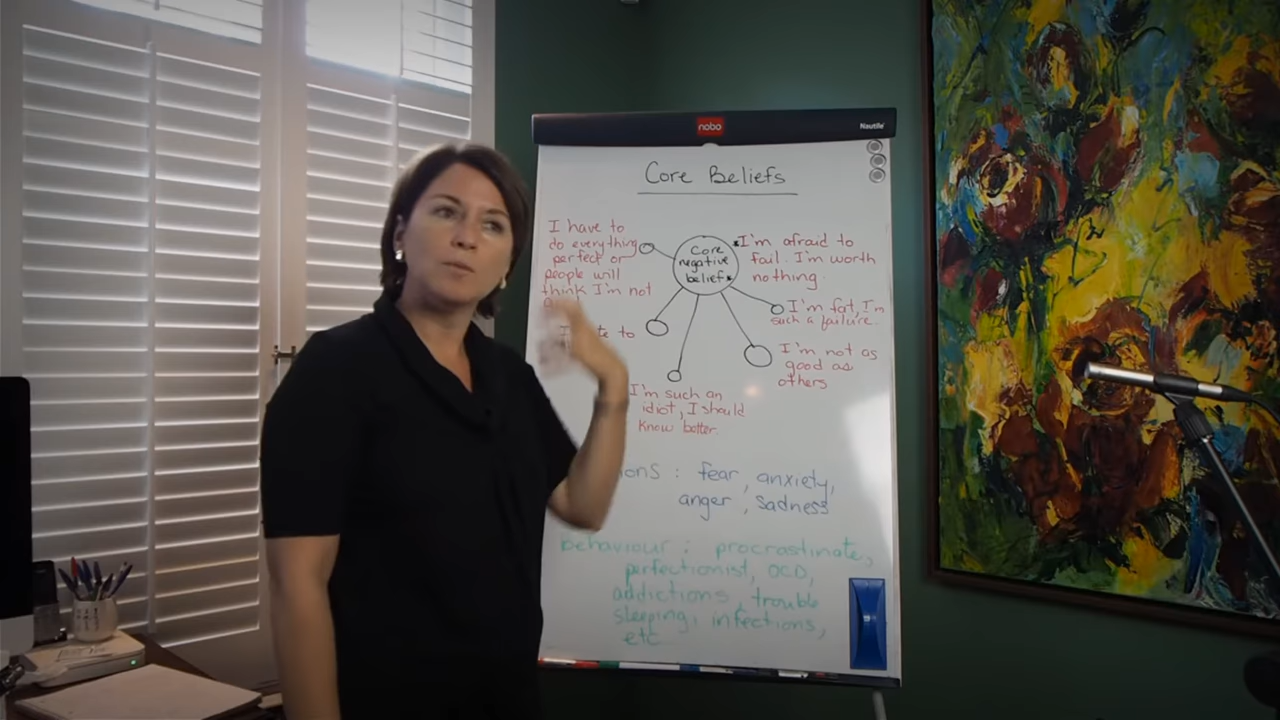 nobo
Nautile
Core Beliefs
I have to
do everything
perfect or
people will
think I'm not
Core
negative
belief
I'm afraid to
fail. I'm worth
nothing.
I'm fat, I'm
such a failure.
to
I'm not as
good as
others
I'm such an
idiot, I should
know better.
: fear, anxiety,
anger, sadness
behaviour: procrastinate,
perfectionist, OCD,
addictions, trouble
sleeping, infections,
etc